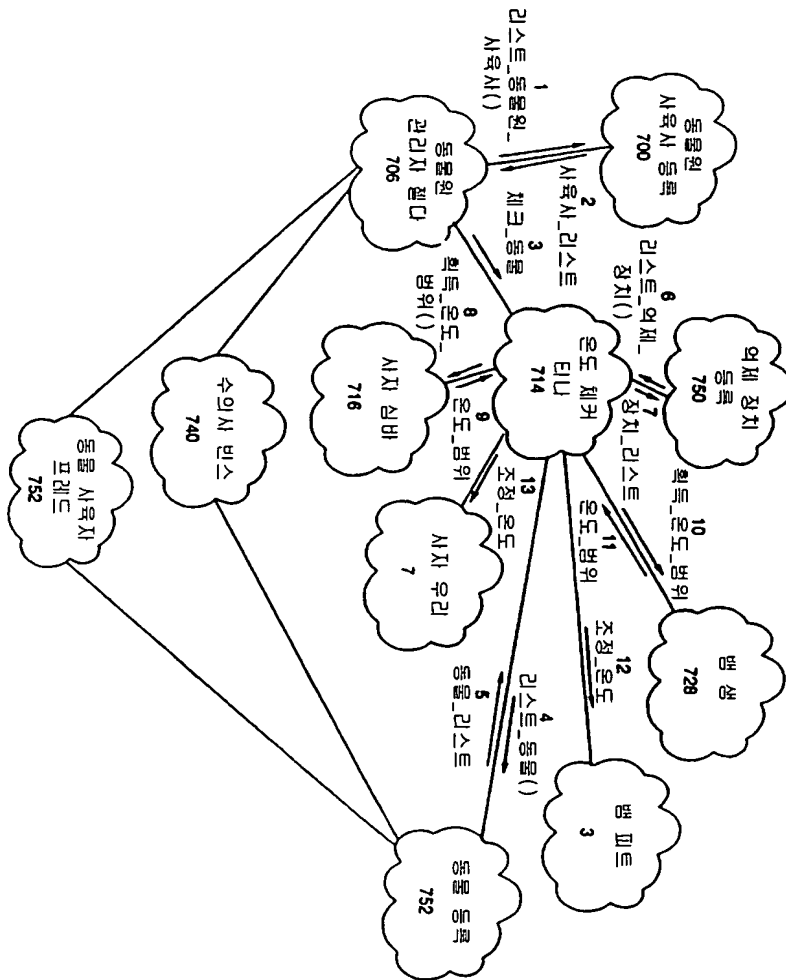 동물원
사육사 등록
700
1
리스트_동물원_
사육사()
2
사육사_리스트
동물원
관리자 젤다
706
3
체크_동물
6
리스트_억제_
장치()
억제 장치
등록
750
7
장치_리스트
온도 체커
티나
714
8
획득_온도_
범위()
9
온도_범위
사자 심바
716
13
조정_온도
사자 우리
7
10
획득_온도_범위
11
온도_범위
뱀 샐
728
12
조정_온도
뱀 피트
3
4
리스트_동물()
5
동물_리스트
수의사 빈스
740
동물 사육자
프레드
752
동물 등록
752